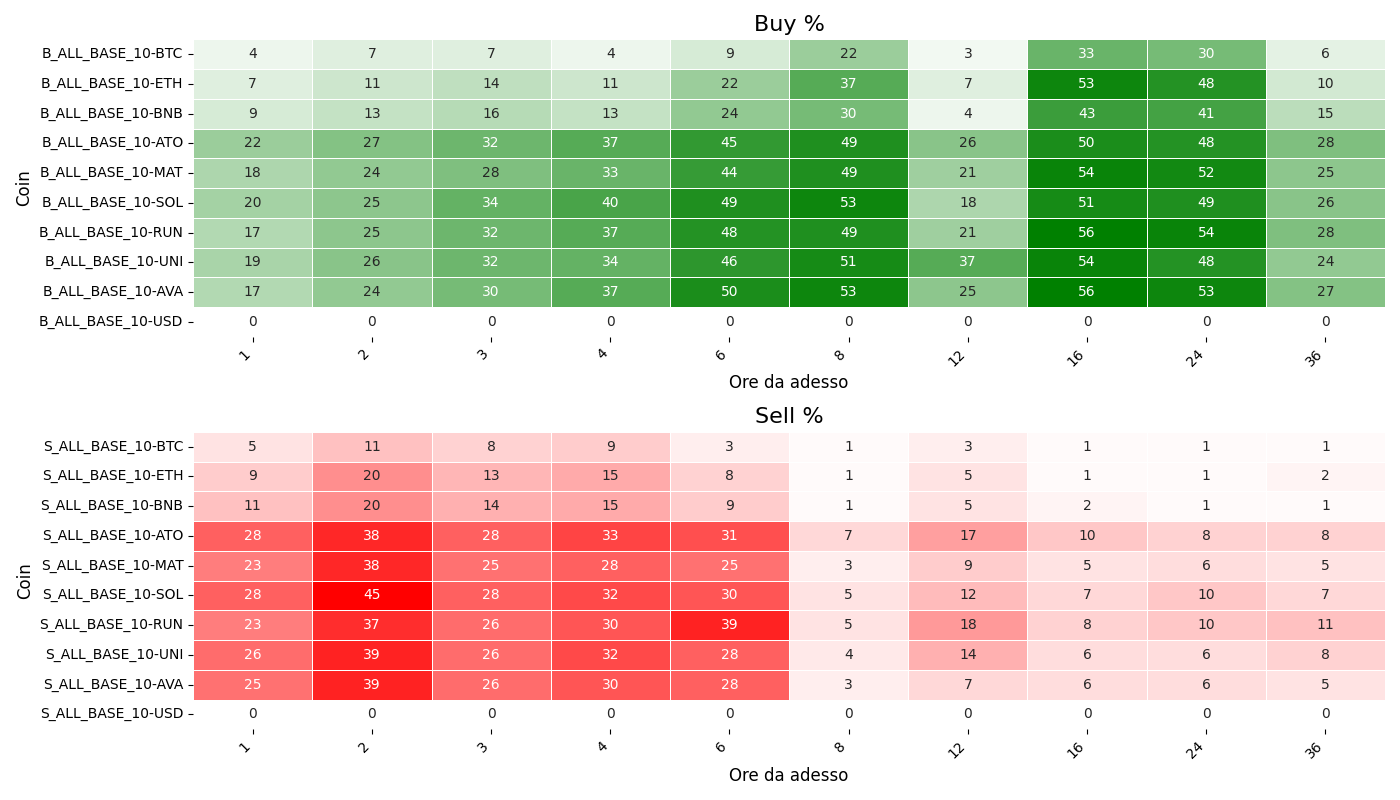 Buy %
Coin
B_ALL_BASE_10-BTC 4 7 7 4 9 22 3 33 30 6
B_ALL_BASE_10-ETH 7 11 14 11 22 37 7 53 48 10
B_ALL_BASE_10-BNB 9 13 16 13 24 30 4 43 41 15
B_ALL_BASE_10-ATO 22 27 32 37 45 49 26 50 48 28
B_ALL_BASE_10-MAT 18 24 28 33 44 49 21 54 52 25
B_ALL_BASE_10-SOL 20 25 34 40 49 53 18 51 49 26
B_ALL_BASE_10-RUN 17 25 32 37 48 49 21 56 54 28
B_ALL_BASE_10-UNI 19 26 32 34 46 51 37 54 48 24
B_ALL_BASE_10-AVA 17 24 30 37 50 53 25 56 53 27
B_ALL_BASE_10-USD 0 0 0 0 0 0 0 0 0 0
1 2 3 4 6 8 12 16 24 36
Ore da adesso
Sell %
Coin
S_ALL_BASE_10-BTC 5 11 8 9 3 1 3 1 1 1
S_ALL_BASE_10-ETH 9 20 13 15 8 1 5 1 1 2
S_ALL_BASE_10-BNB 11 20 14 15 9 1 5 2 1 1
S_ALL_BASE_10-ATO 28 38 28 33 31 7 17 10 8 8
S_ALL_BASE_10-MAT 23 38 25 28 25 3 9 5 6 5
S_ALL_BASE_10-SOL 28 45 28 32 30 5 12 7 10 7
S_ALL_BASE_10-RUN 23 37 26 30 39 5 18 8 10 11
S_ALL_BASE_10-UNI 26 39 26 32 28 4 14 6 6 8
S_ALL_BASE_10-AVA 25 39 26 30 28 3 7 6 6 5
S_ALL_BASE_10-USD 0 0 0 0 0 0 0 0 0 0
1 2 3 4 6 8 12 16 24 36
Ore da adesso